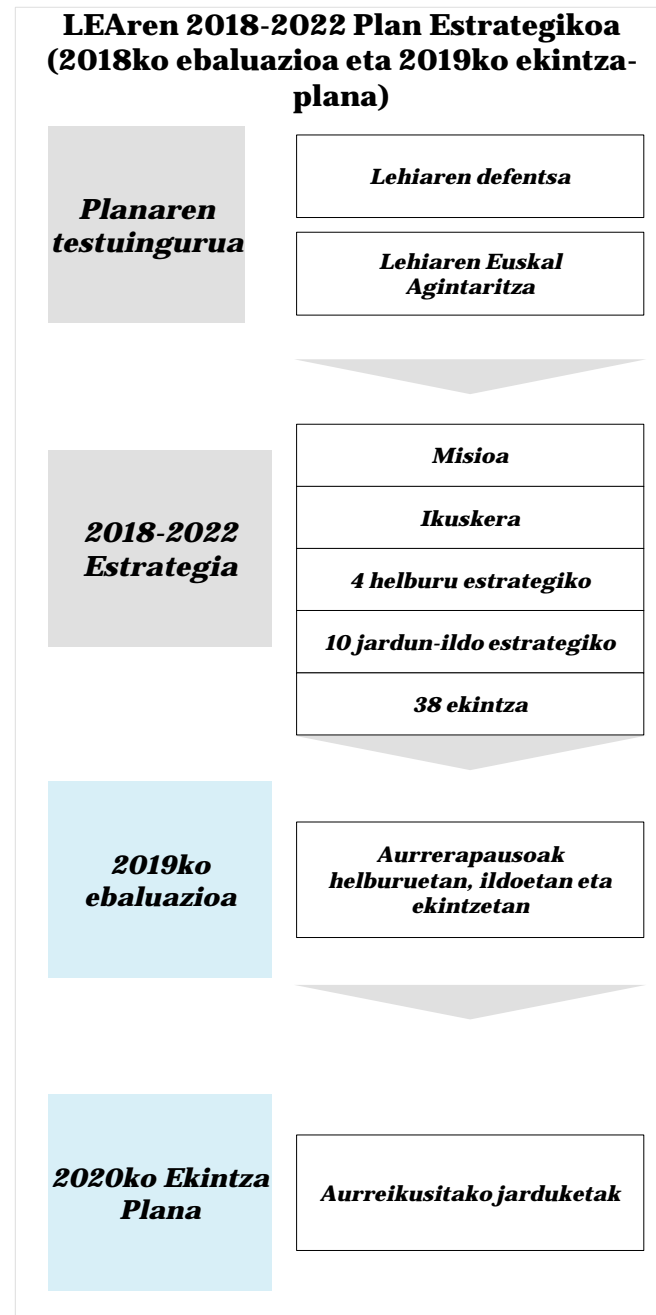 LEAren 2018-2022 Plan Estrategikoa
(2018ko ebaluazioa eta 2019ko ekintza-
plana)
Planaren
testuingurua
Lehiaren defentsa
Lehiaren Euskal
Agintaritza
2018-2022
Estrategia
Misioa
Ikuskera
4 helburu estrategiko
10 jardun-ildo estrategiko
38 ekintza
2019ko
ebaluazioa
Aurrerapausoak
helburuetan, ildoetan eta
ekintzetan
2020ko Ekintza
Plana
Aurreikusitako jarduketak